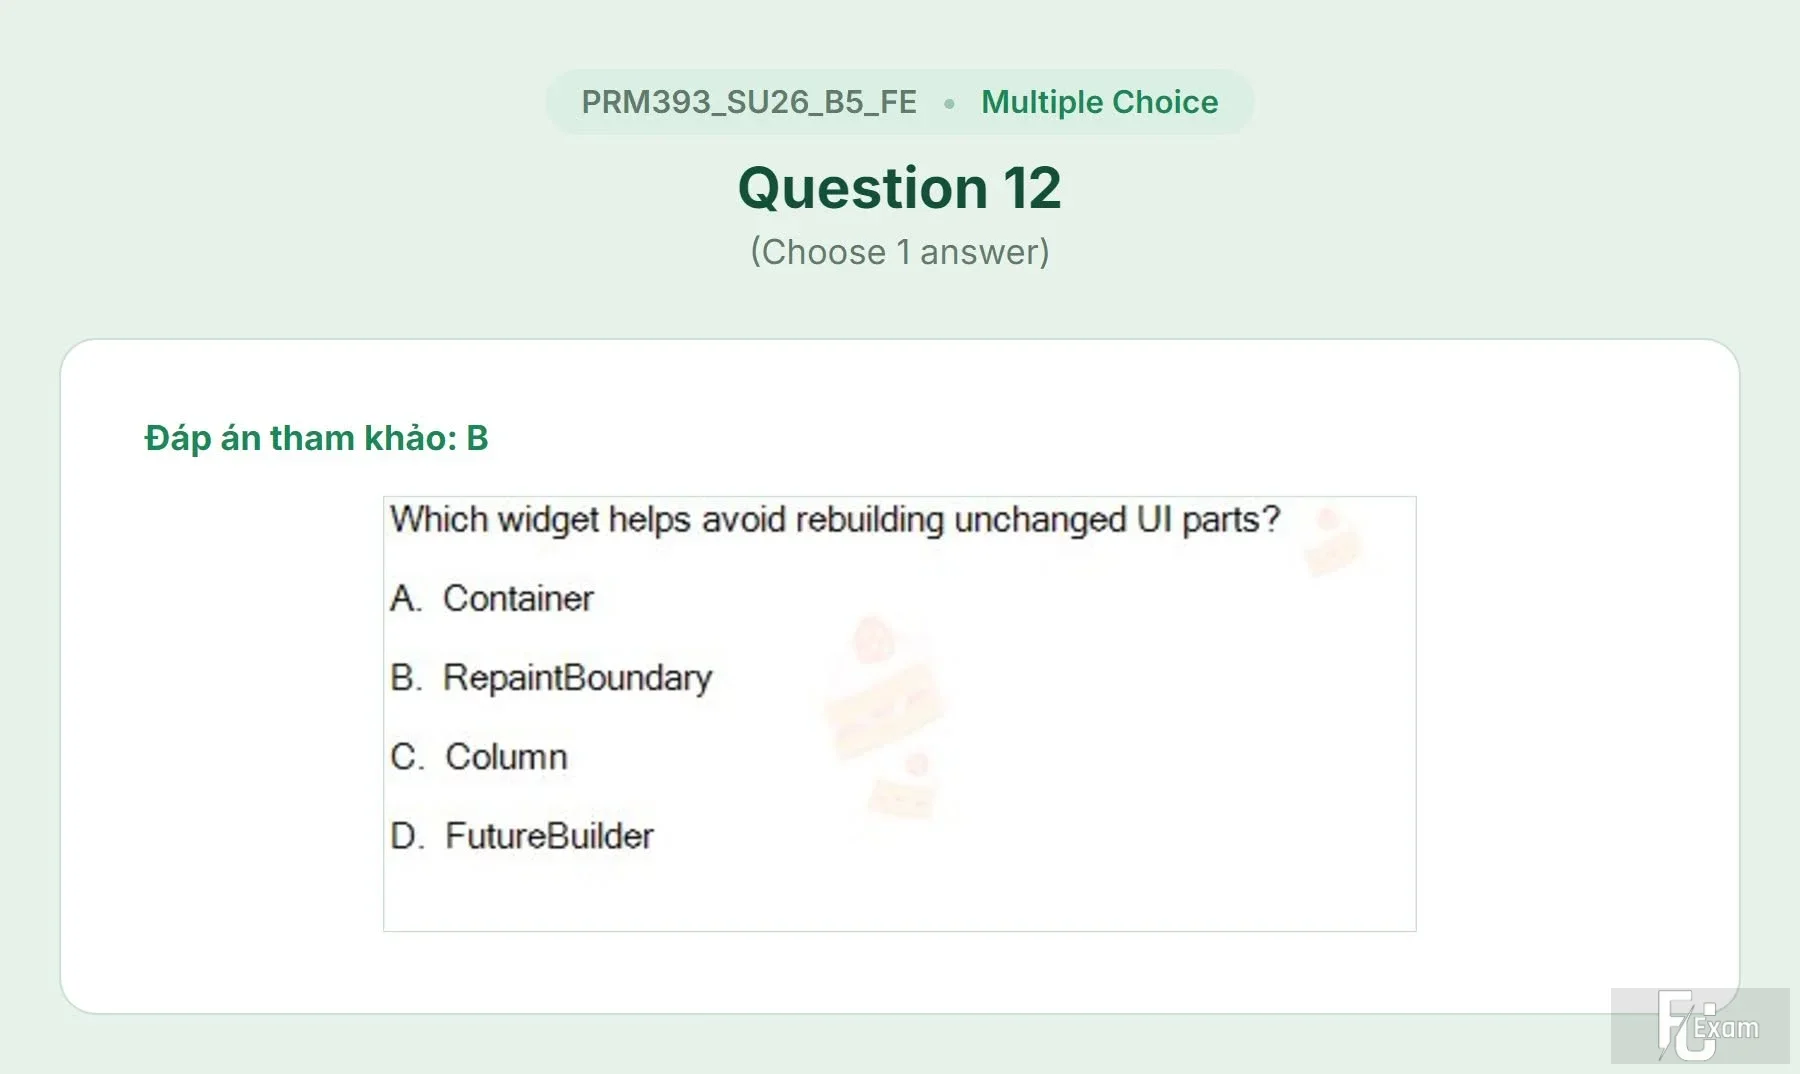 PRM393_SU26_B5_FE • Multiple Choice
Question 12
(Choose 1 answer)
Đáp án tham khảo: B
Which widget helps avoid rebuilding unchanged UI parts?
A. Container
B. RepaintBoundary
C. Column
D. FutureBuilder
FU Exam